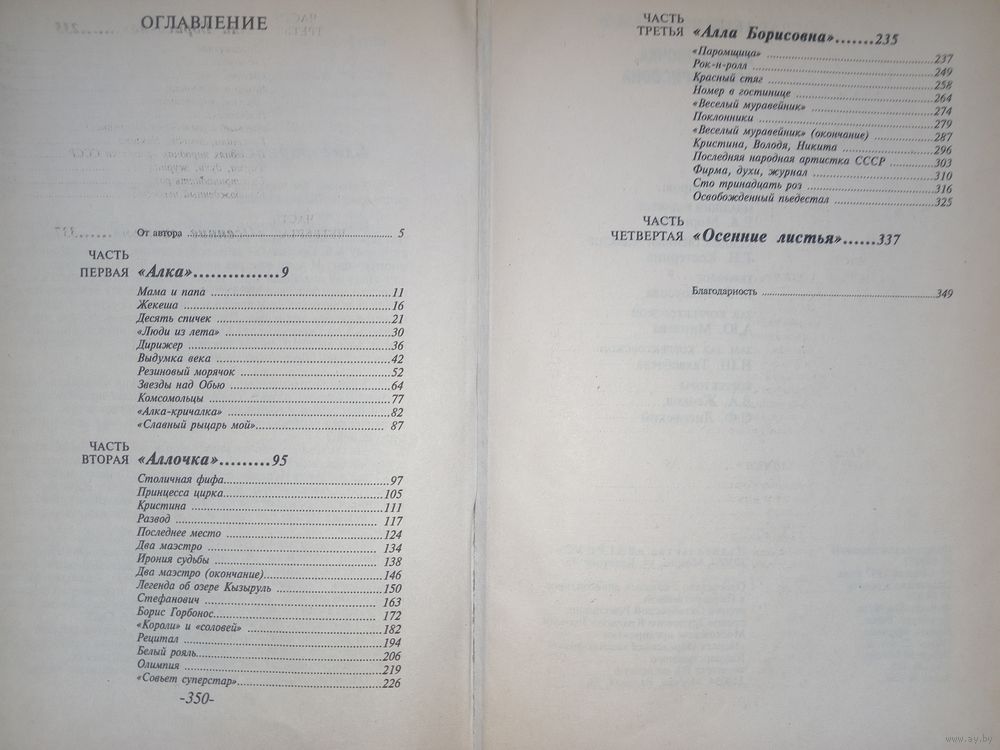 ОГЛАВЛЕНИЕ
От автора ................ 5
ЧАСТЬ
ПЕРВАЯ «Алка»...............9
Мама и папа ................11
Жекеша ................16
Десять спичек ................21
«Люди из лета» ................30
Дирижер ................36
Выдумка века ................42
Резиновый морячок ................52
Звезды над Обью ................64
Комсомольцы ................77
«Алка-кричалка» ................82
«Славный рыцарь мой»................ 87
ЧАСТЬ
ВТОРАЯ «Аллочка».........95
Столичная фифа................97
Принцесса цирка................105
Кристина ................111
Развод ................ 117
Последнее место ................124
Два маэстро ................ 134
Ирония судьбы ................ 138
Два маэстро (окончание)................146
Легенда об озере Кызыруль ................150
Стефанович ................ 163
Борис Горбонос................ 172
«Короли» и «соловей» ................182
Рецитал ................194
Белый рояль................206
Олимпия ................219
«Совьет суперстар»................226
-350-
ЧАСТЬ
ТРЕТЬЯ «Алла Борисовна».......235
«Паромщица» ................237
Рок-н-ролл ................249
Красный стяг ................258
Номер в гостинице ................264
«Веселый муравейник» ................274
Поклонники ................279
«Веселый муравейник» (окончание) ................287
Кристина, Володя, Никита ................296
Последняя народная артистка СССР ................303
Фирма, духи, журнал ................310
Сто тринадцать роз ................316
Освобожденный пьедестал ................325
ЧАСТЬ
ЧЕТВЕРТАЯ «Осенние листья»......337
Благодарность ................349
www.ay.by